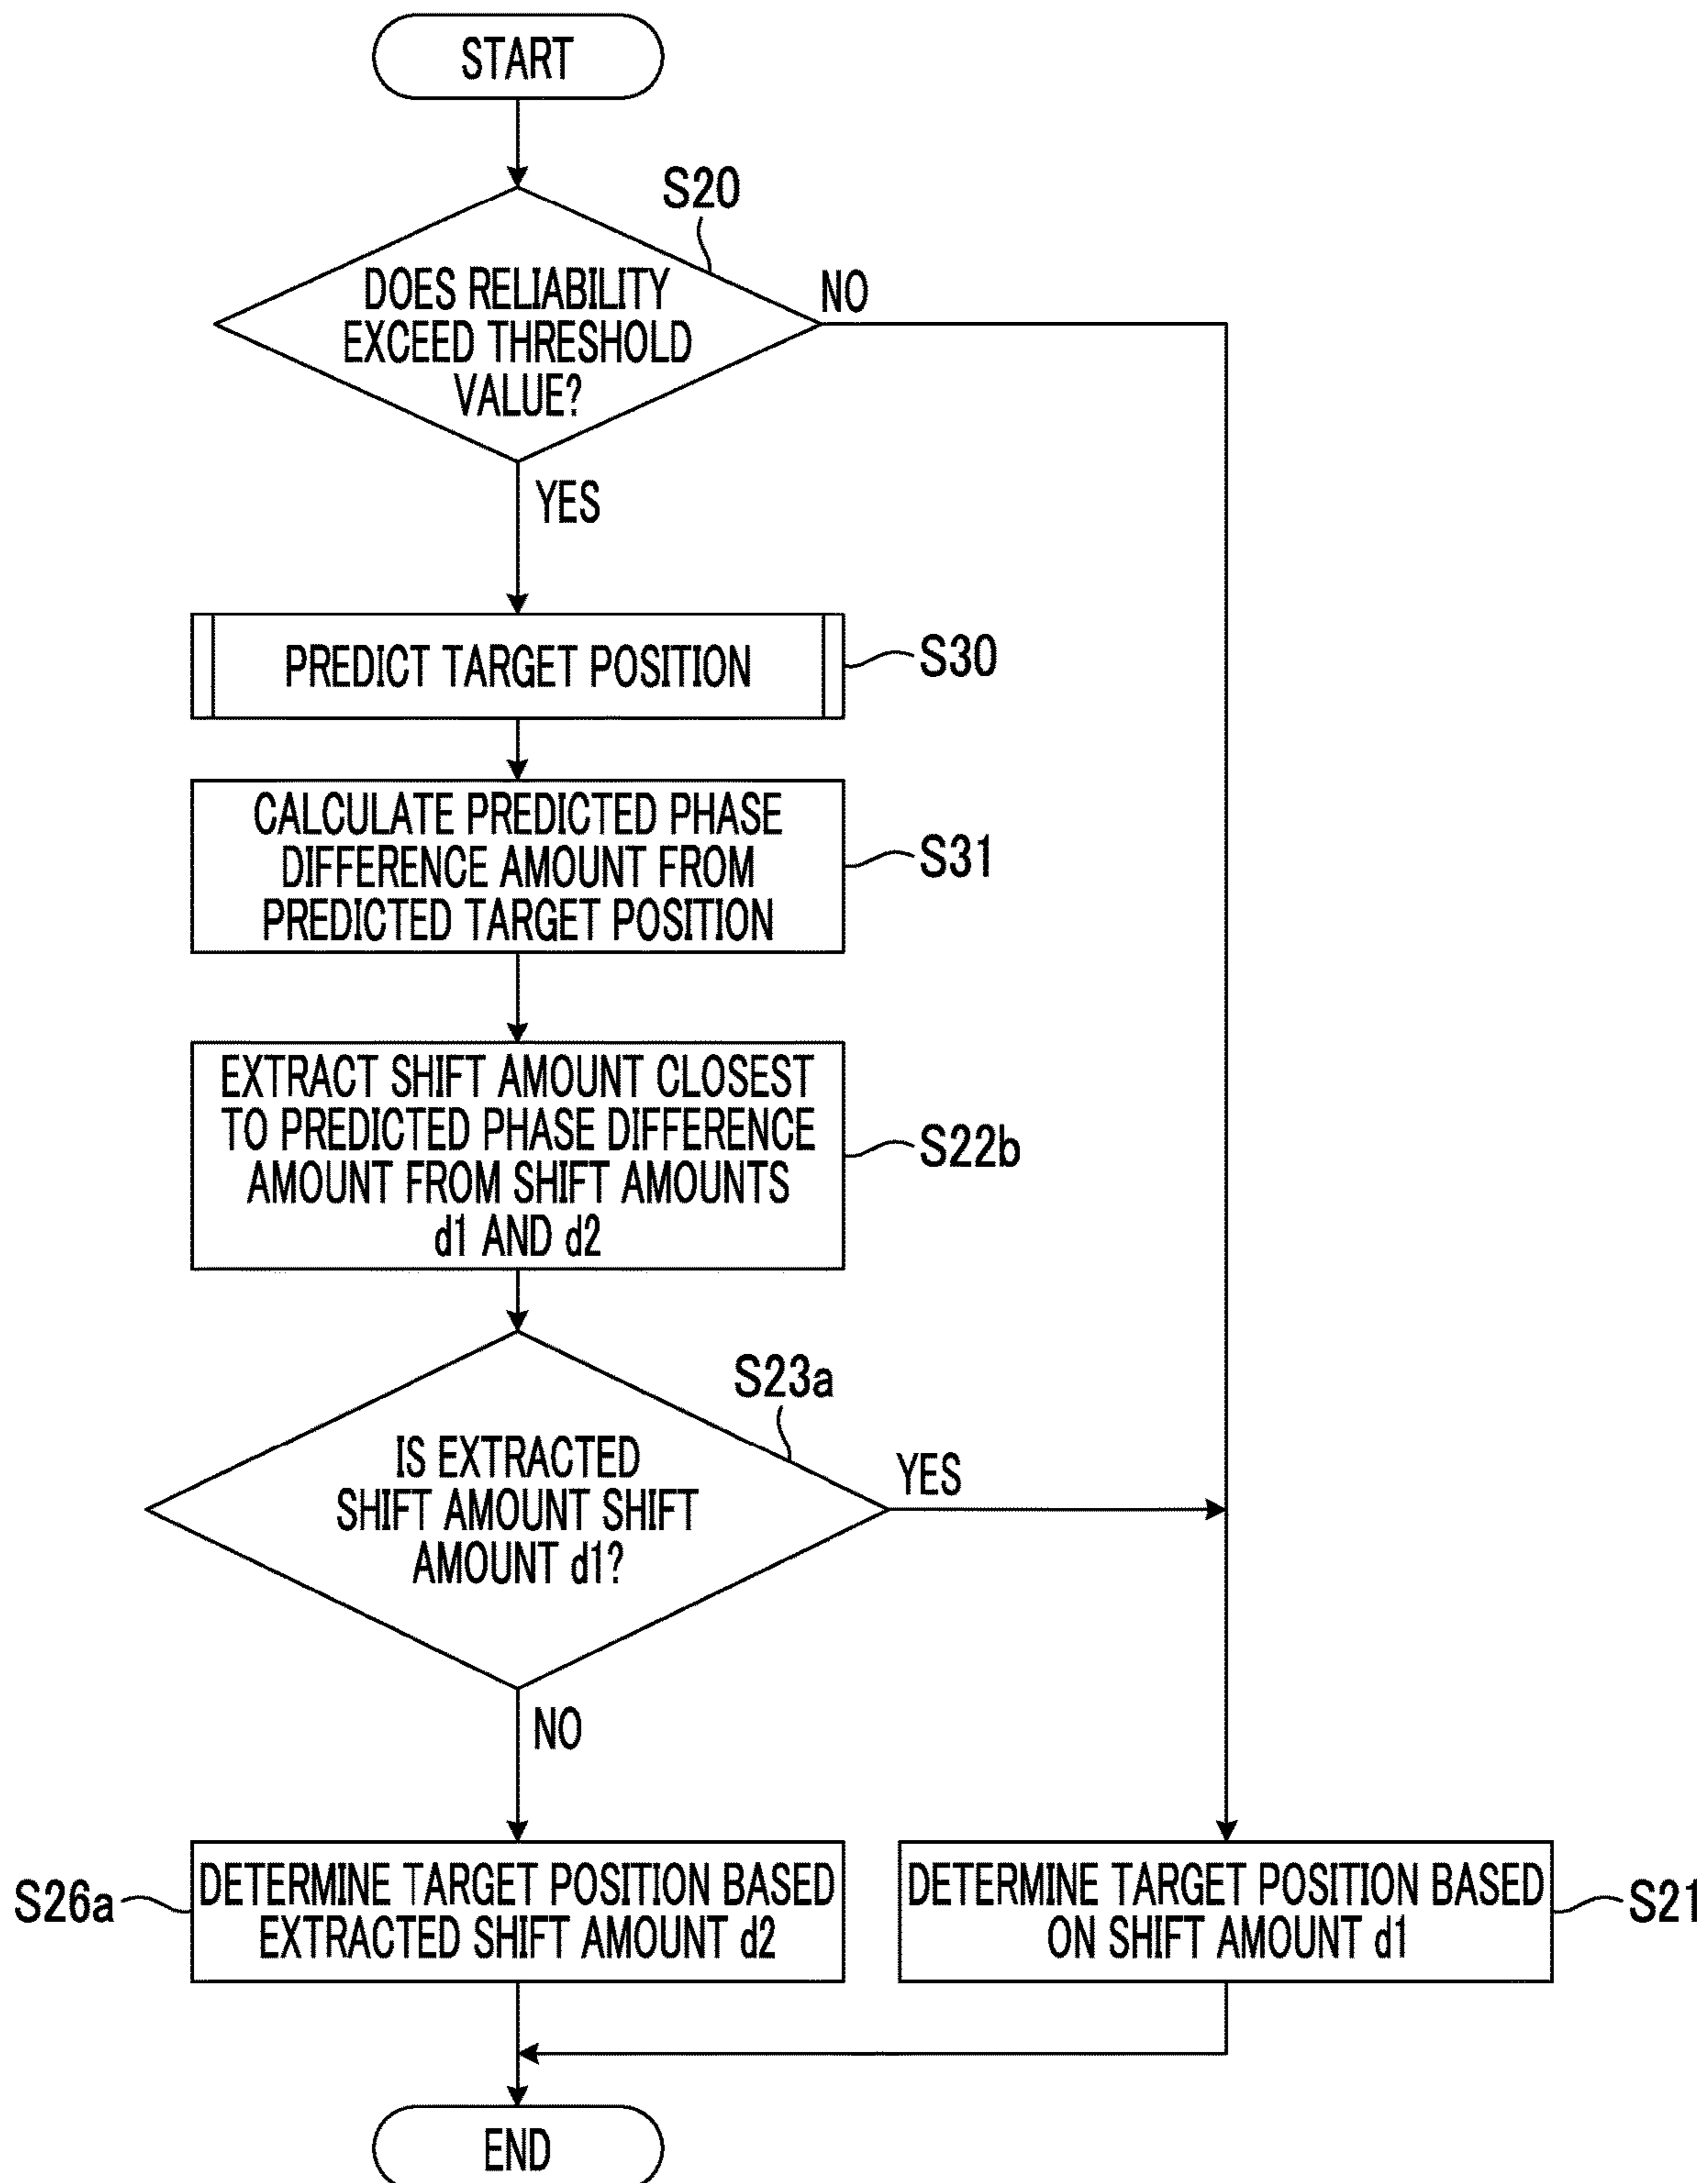 START
S20
DOES RELIABILITY
EXCEED THRESHOLD
VALUE?
NO
YES
PREDICT TARGET POSITION
S30
CALCULATE PREDICTED PHASE
DIFFERENCE AMOUNT FROM
PREDICTED TARGET POSITION
S31
EXTRACT SHIFT AMOUNT CLOSEST
TO PREDICTED PHASE DIFFERENCE
AMOUNT FROM SHIFT AMOUNTS
d1 AND d2
S22b
S23a
IS EXTRACTED
SHIFT AMOUNT SHIFT
AMOUNT d1?
YES
NO
S26a
DETERMINE TARGET POSITION BASED
EXTRACTED SHIFT AMOUNT d2
DETERMINE TARGET POSITION BASED
ON SHIFT AMOUNT d1
S21
END